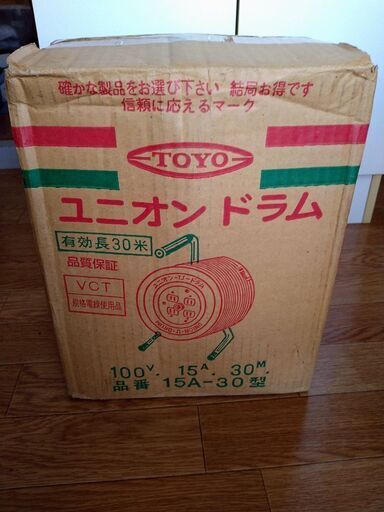 確かな製品をお選び下さい 結局お得です
信頼に応えるマーク
TOYO
ユニオンドラム
有効長30米
品質保証
VCT
規格電線使用品
100V. 15A. 30M.
品番 15A-30型